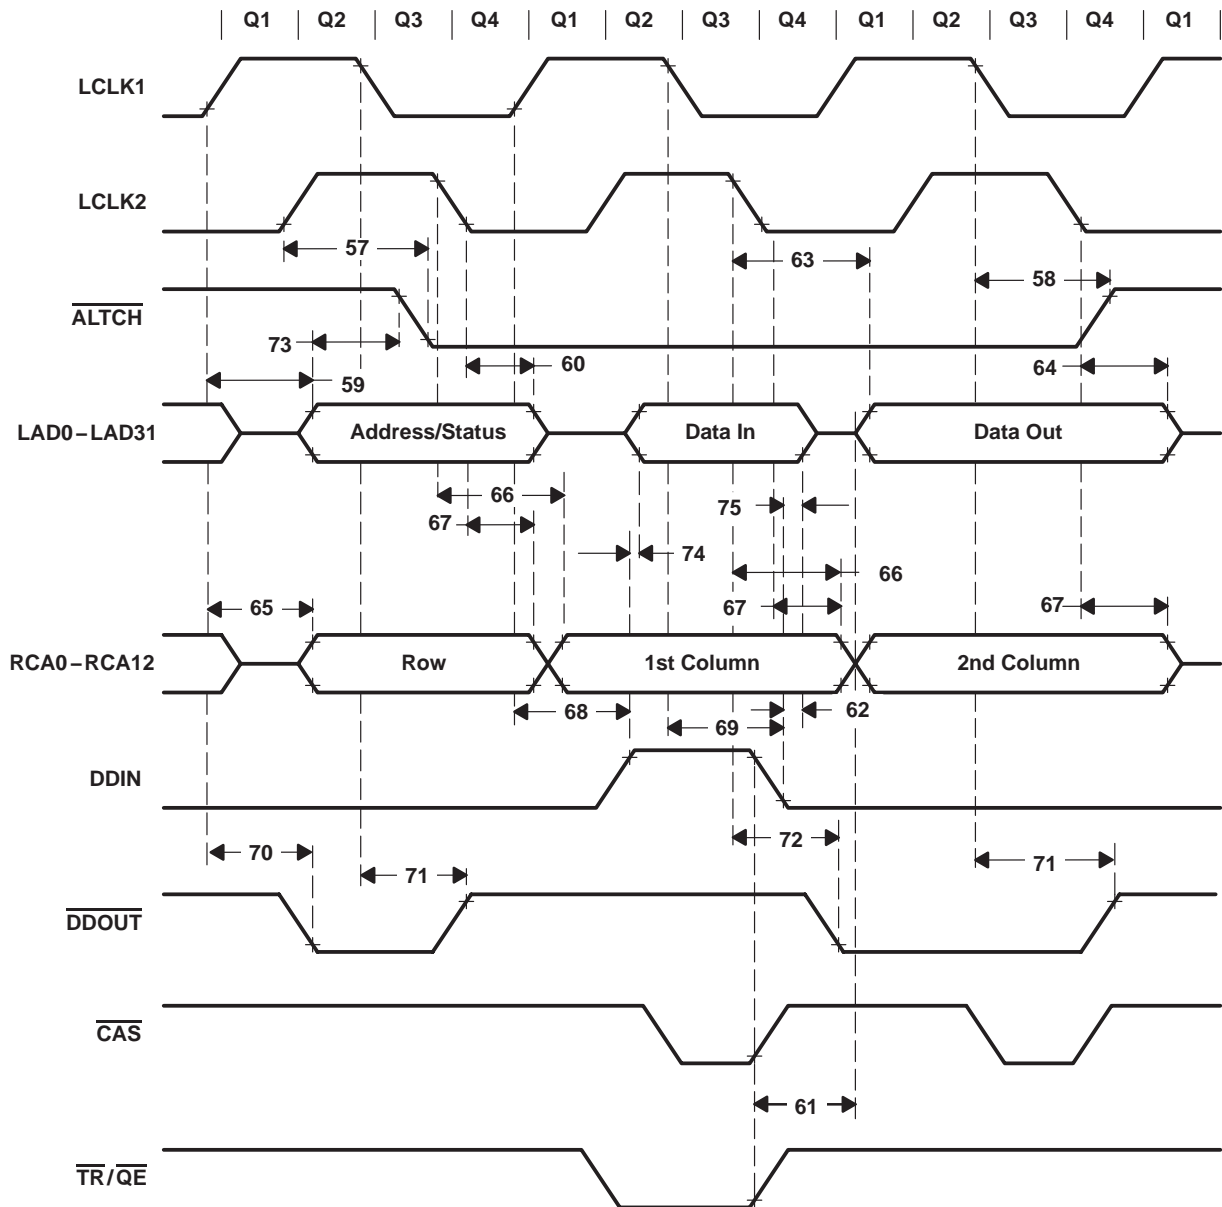 Q1 Q2 Q3 Q4 Q1 Q2 Q3 Q4 Q1 Q2 Q3 Q4 Q1
LCLK1
LCLK2
57 63 58
ALTCH
73 60 64
59
LAD0–LAD31 Address/Status Data In Data Out
66 75
67 74
66
65 67 67
RCA0–RCA12 Row 1st Column 2nd Column
68 69 62
DDIN
70 71 72 71
DDOUT
CAS
61
TR/QE